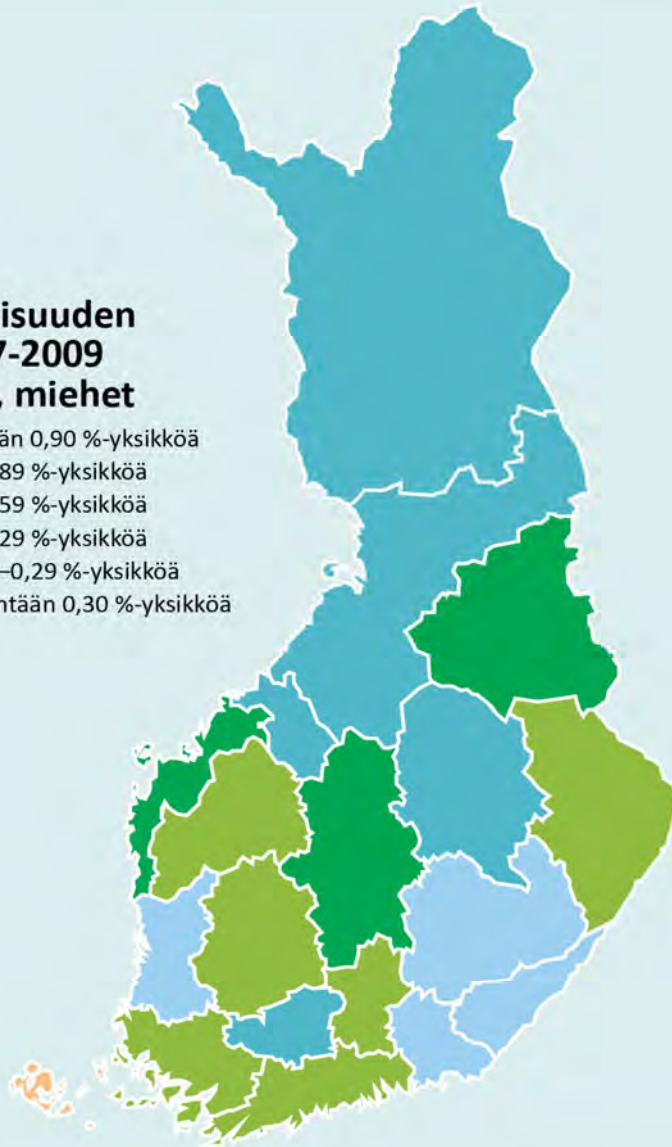 isuuden
7-2009
, miehet
än 0,90 %-yksikköä
89 %-yksikköä
59 %-yksikköä
29 %-yksikköä
–0,29 %-yksikköä
ntään 0,30 %-yksikköä